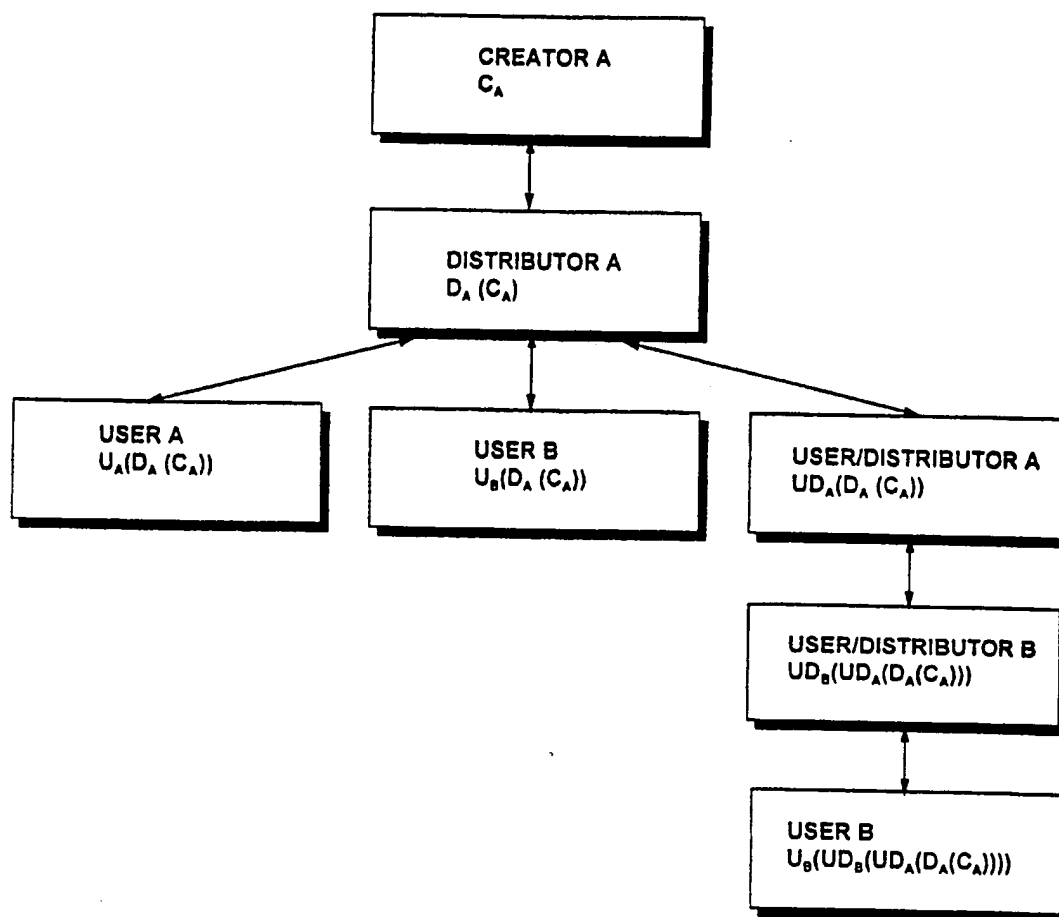 CREATOR A
C_A
DISTRIBUTOR A
D_A (C_A)
USER A
U_A(D_A (C_A))
USER B
U_B(D_A (C_A))
USER/DISTRIBUTOR A
UD_A(D_A (C_A))
USER/DISTRIBUTOR B
UD_B(UD_A(D_A(C_A)))
USER B
U_B(UD_B(UD_A(D_A(C_A))))